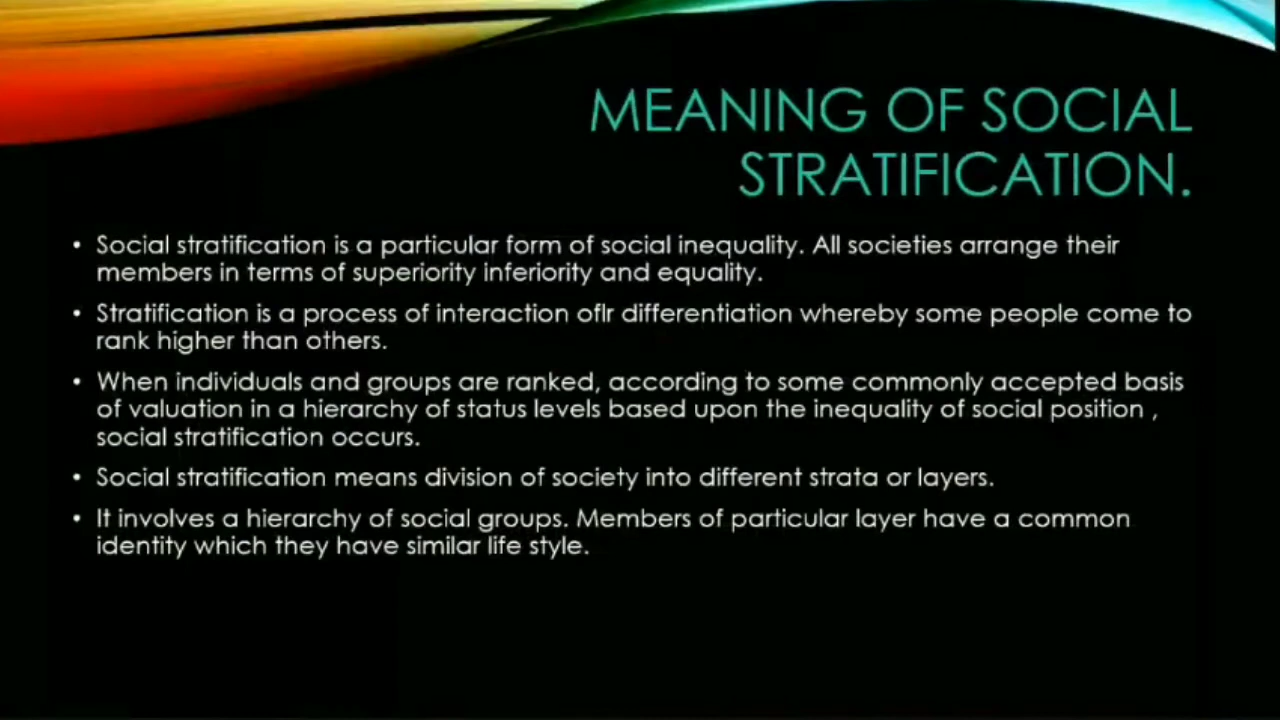 MEANING OF SOCIAL
STRATIFICATION.
• Social stratification is a particular form of social inequality. All societies arrange their
members in terms of superiority inferiority and equality.
• Stratification is a process of interaction oflr differentiation whereby some people come to
rank higher than others.
• When individuals and groups are ranked, according to some commonly accepted basis
of valuation in a hierarchy of status levels based upon the inequality of social position ,
social stratification occurs.
• Social stratification means division of society into different strata or layers.
• It involves a hierarchy of social groups. Members of particular layer have a common
identity which they have similar life style.